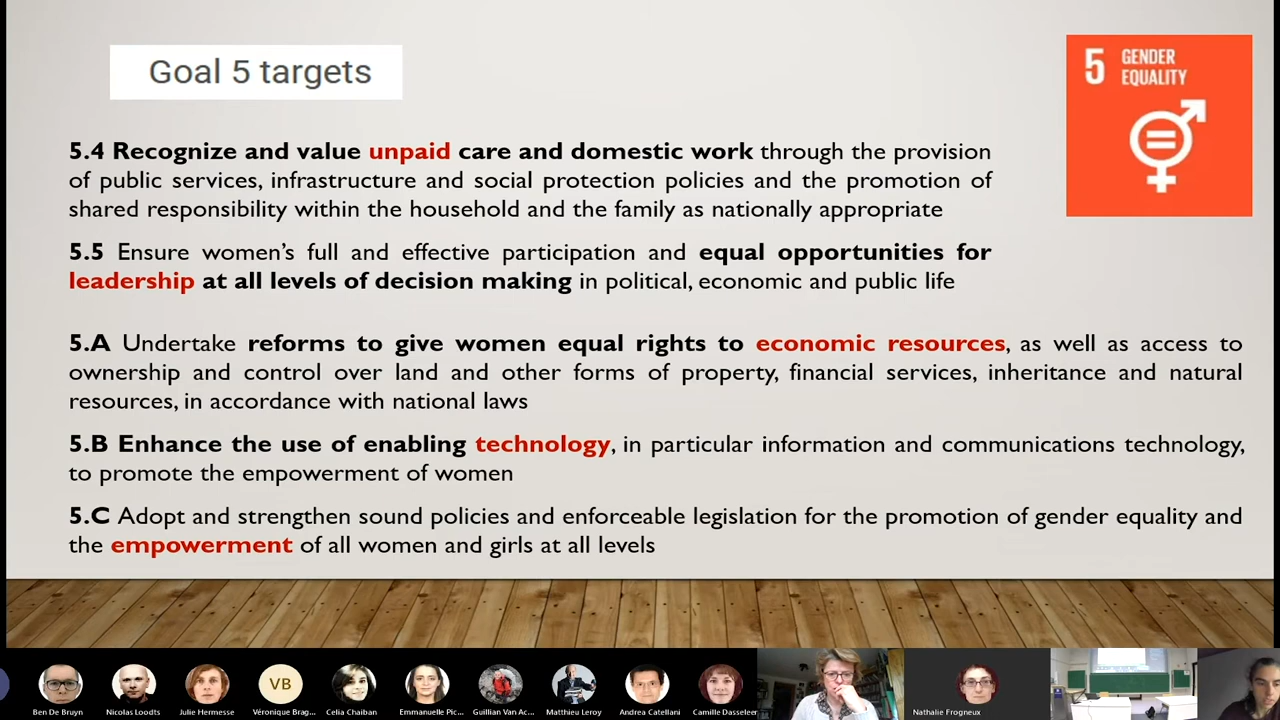 Goal 5 targets
5 GENDER
EQUALITY
5.4 Recognize and value unpaid care and domestic work through the provision
of public services, infrastructure and social protection policies and the promotion of
shared responsibility within the household and the family as nationally appropriate
5.5 Ensure women’s full and effective participation and equal opportunities for
leadership at all levels of decision making in political, economic and public life
5.A Undertake reforms to give women equal rights to economic resources, as well as access to
ownership and control over land and other forms of property, financial services, inheritance and natural
resources, in accordance with national laws
5.B Enhance the use of enabling technology, in particular information and communications technology,
to promote the empowerment of women
5.C Adopt and strengthen sound policies and enforceable legislation for the promotion of gender equality and
the empowerment of all women and girls at all levels
VB
Ben De Bruyn
Nicolas Loodts
Julie Hermesse
Véronique Brag...
Celia Chaiban
Emmanuelle Pic...
Guillian Van Ac...
Matthieu Leroy
Andrea Catellani
Camille Dasseleer
Nathalie Frogneux